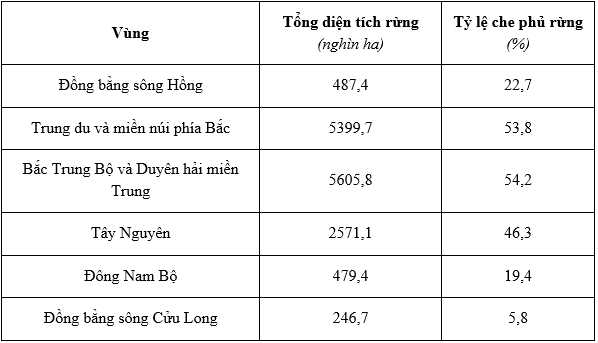 Vùng
Tổng diện tích rừng
(nghìn ha)
Tỷ lệ che phủ rừng
(%)
Đồng bằng sông Hồng
487,4
22,7
Trung du và miền núi phía Bắc
5399,7
53,8
Bắc Trung Bộ và Duyên hải miền
Trung
5605,8
54,2
Tây Nguyên
2571,1
46,3
Đông Nam Bộ
479,4
19,4
Đồng bằng sông Cửu Long
246,7
5,8